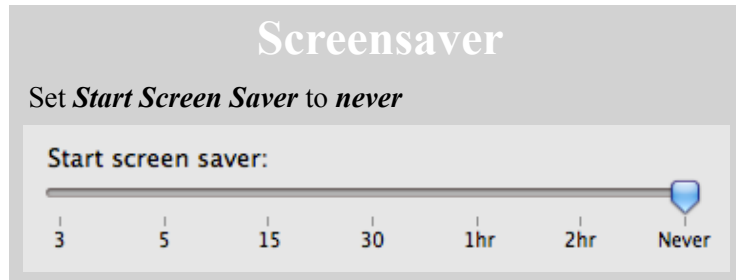 Screensaver
Set Start Screen Saver to never
Start screen saver:
3 5 15 30 1hr 2hr Never